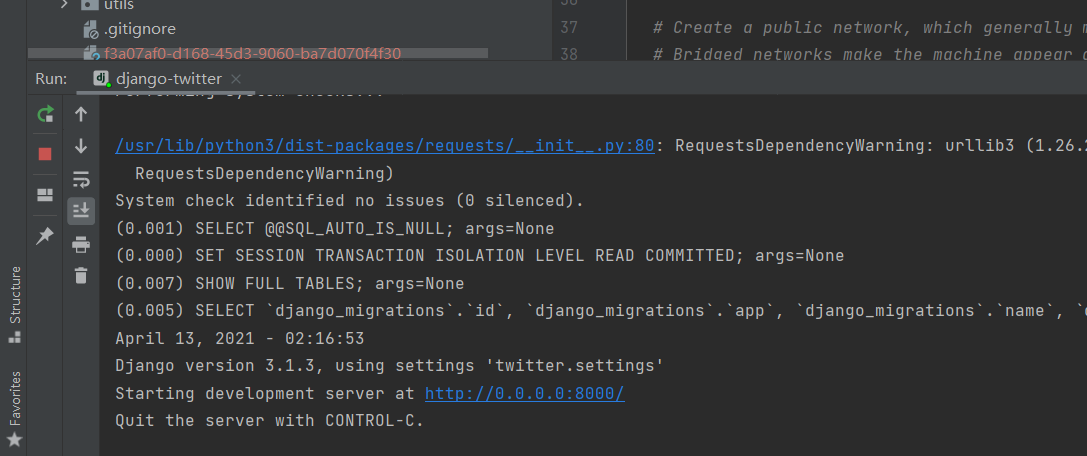 utils
.gitignore
f3a07af0-d168-45d3-9060-ba7d070f4f30
37 # Create a public network, which generally m
38 # Bridged networks make the machine appear
Run: django-twitter
/usr/lib/python3/dist-packages/requests/__init__.py:80: RequestsDependencyWarning: urllib3 (1.26.2
RequestsDependencyWarning)
System check identified no issues (0 silenced).
(0.001) SELECT @@SQL_AUTO_IS_NULL; args=None
(0.000) SET SESSION TRANSACTION ISOLATION LEVEL READ COMMITTED; args=None
(0.007) SHOW FULL TABLES; args=None
(0.005) SELECT `django_migrations`.`id`, `django_migrations`.`app`, `django_migrations`.`name`,
April 13, 2021 - 02:16:53
Django version 3.1.3, using settings 'twitter.settings'
Starting development server at http://0.0.0.0:8000/
Quit the server with CONTROL-C.
Structure
Favorites